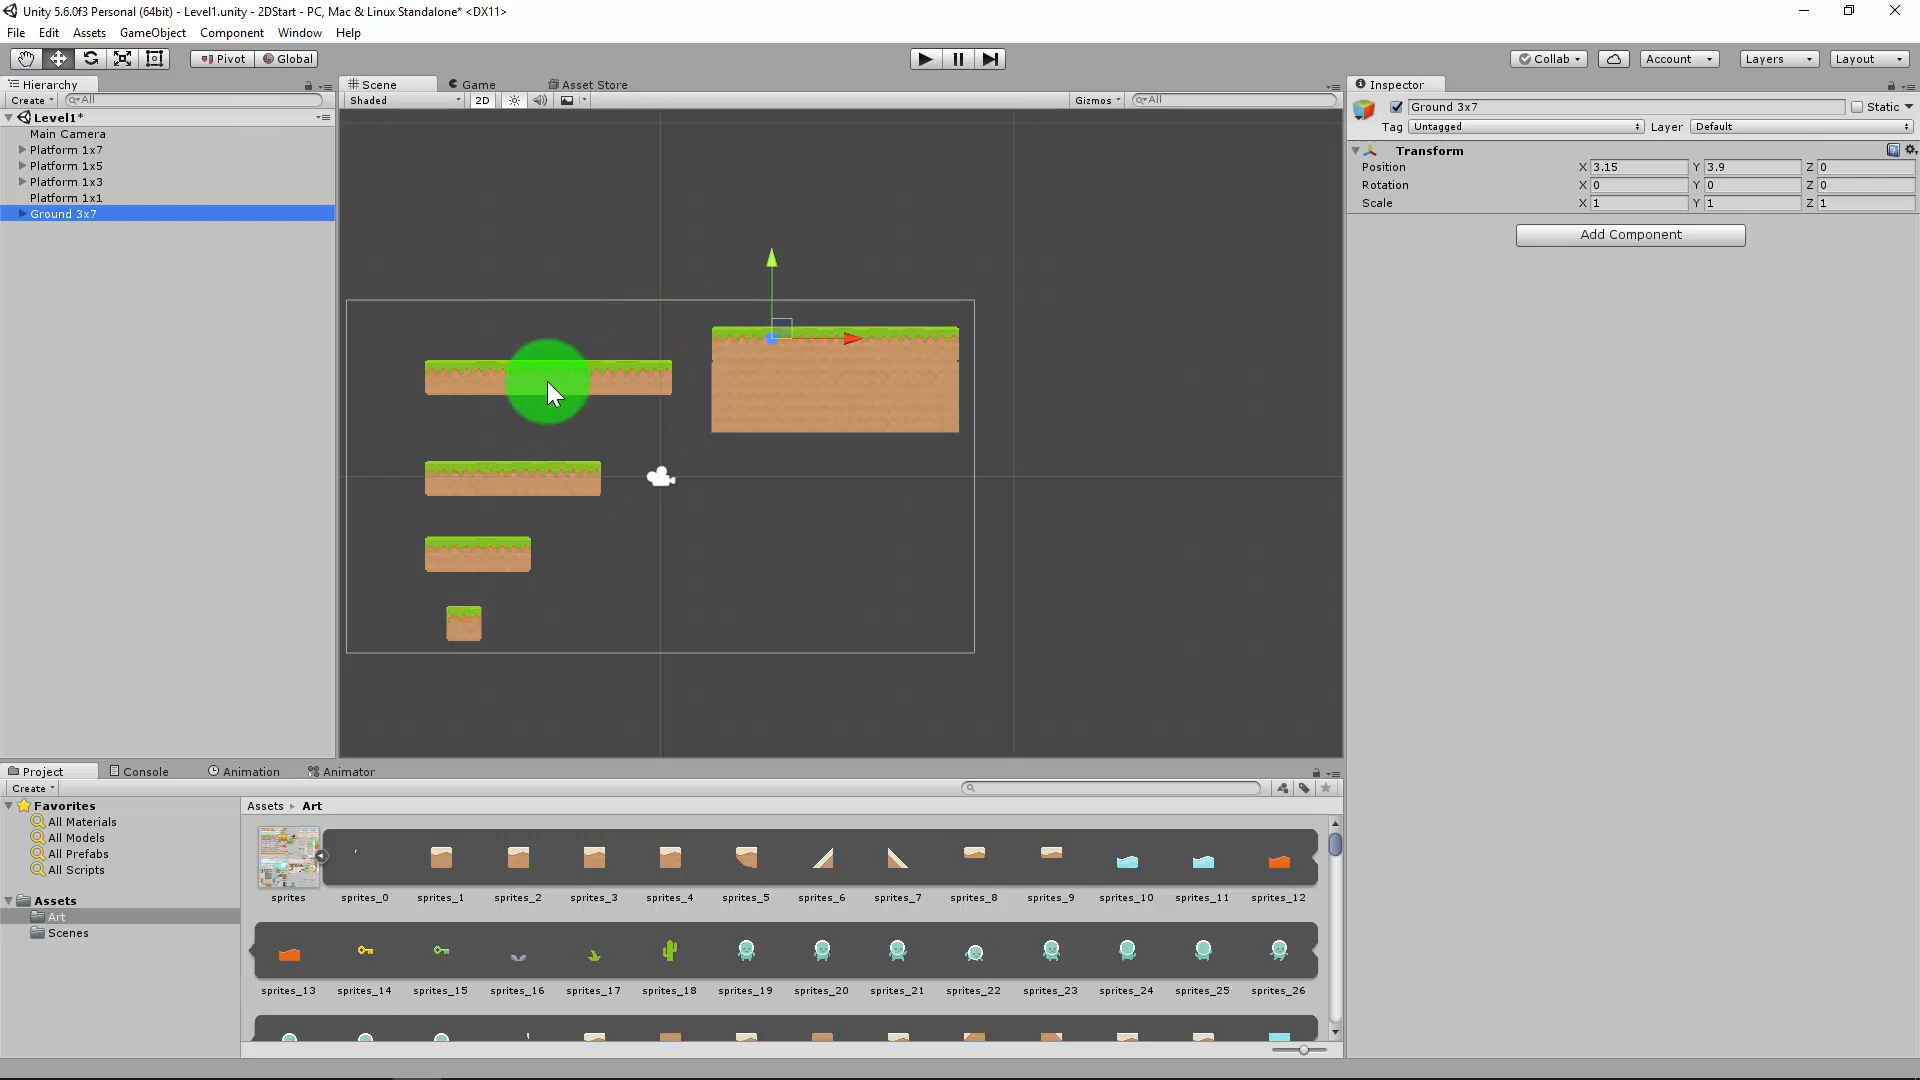 Unity 5.6.0f3 Personal (64bit) - Level1.unity - 2DStart - PC, Mac & Linux Standalone* <DX11>
File Edit Assets GameObject Component Window Help
Pivot Global Collab Account Layers Layout
Hierarchy
Create All
Level1*
Main Camera
Platform 1x7
Platform 1x5
Platform 1x3
Platform 1x1
Ground 3x7
Scene Game Asset Store
Shaded 2D Gizmos All
Inspector
Ground 3x7 Static
Tag Untagged Layer Default
Transform
Position X 3.15 Y 3.9 Z 0
Rotation X 0 Y 0 Z 0
Scale X 1 Y 1 Z 1
Add Component
Project Console Animation Animator
Create
Favorites
All Materials
All Models
All Prefabs
All Scripts
Assets
Art
Scenes
Assets Art
sprites sprites_0 sprites_1 sprites_2 sprites_3 sprites_4 sprites_5 sprites_6 sprites_7 sprites_8 sprites_9 sprites_10 sprites_11 sprites_12
sprites_13 sprites_14 sprites_15 sprites_16 sprites_17 sprites_18 sprites_19 sprites_20 sprites_21 sprites_22 sprites_23 sprites_24 sprites_25 sprites_26